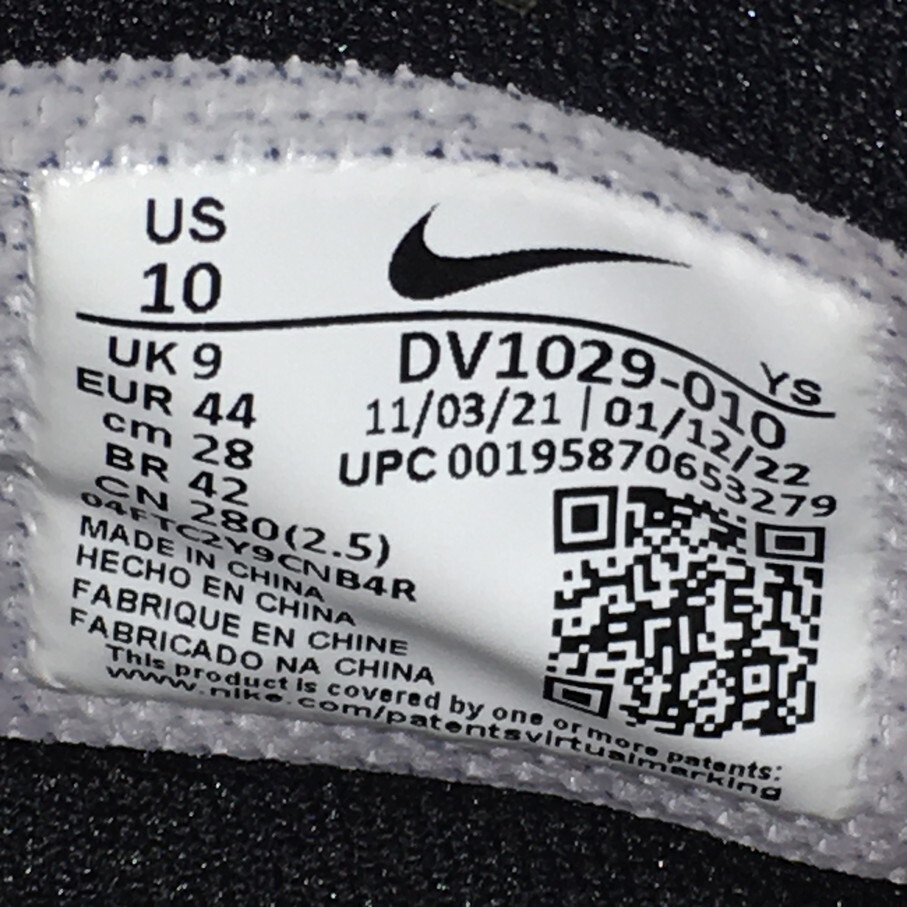 US
10
UK 9
EUR 44
cm 28
BR 42
CN 280(2.5)
04FTC2Y9CNB4R
MADE IN CHINA
HECHO EN CHINA
FABRIQUE EN CHINE
FABRICADO NA CHINA
This product is covered by one or more patents:
www.nike.com/patentsvirtualmarking
YS
DV1029-010
11/03/21 | 01/12/22
UPC 00195870653279